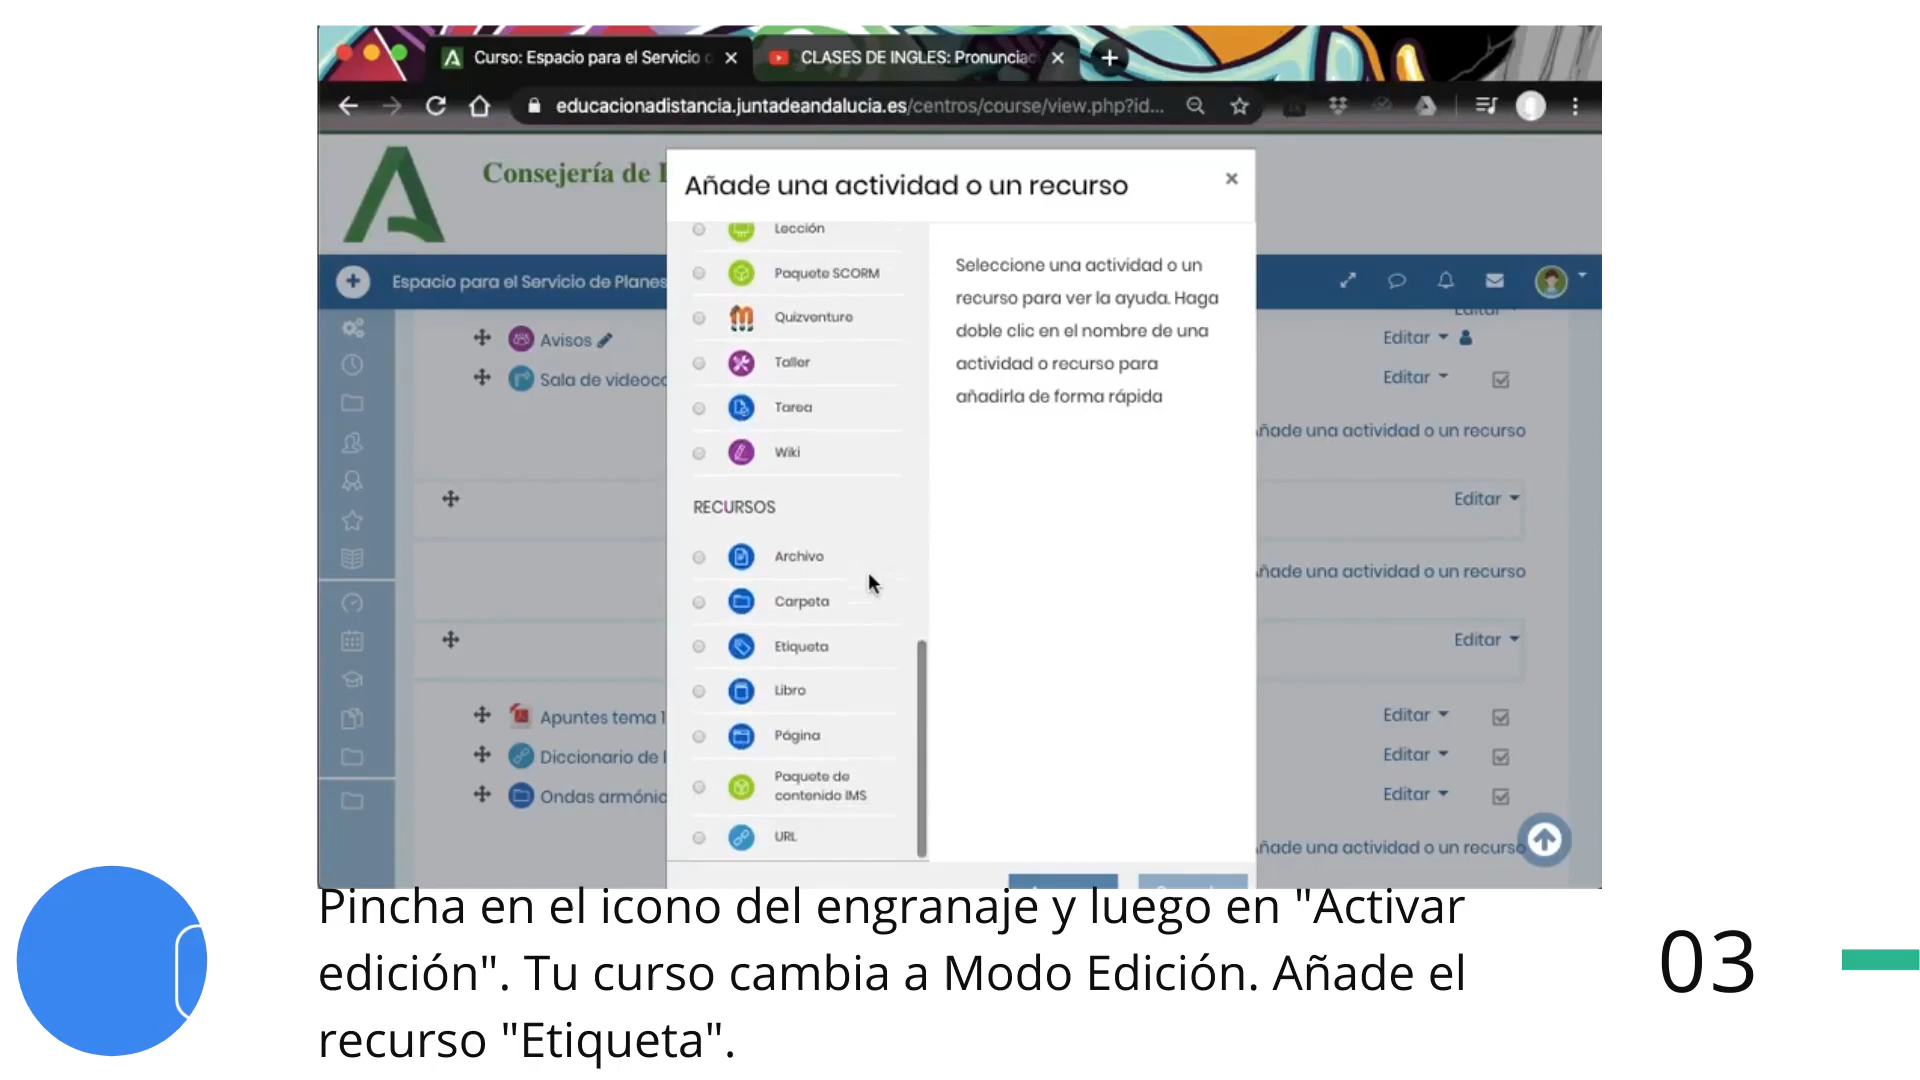 Curso: Espacio para el Servicio
CLASES DE INGLES: Pronuncia
educacionadistancia.juntadeandalucia.es/centros/course/view.php?id...
Consejería de
Espacio para el Servicio de Planes
Añade una actividad o un recurso
Lección
Paquete SCORM
Quizventure
Taller
Tarea
Wiki
RECURSOS
Archivo
Carpeta
Etiqueta
Libro
Página
Paquete de
contenido IMS
URL
Seleccione una actividad o un
recurso para ver la ayuda. Haga
doble clic en el nombre de una
actividad o recurso para
añadirla de forma rápida
Editar
Avisos
Editar
Sala de videoco
Editar
ñade una actividad o un recurso
Editar
ñade una actividad o un recurso
Editar
Apuntes tema 1
Editar
Diccionario de
Editar
Ondas armónic
Editar
ñade una actividad o un recurso
Pincha en el icono del engranaje y luego en "Activar
edición". Tu curso cambia a Modo Edición. Añade el
recurso "Etiqueta".
03